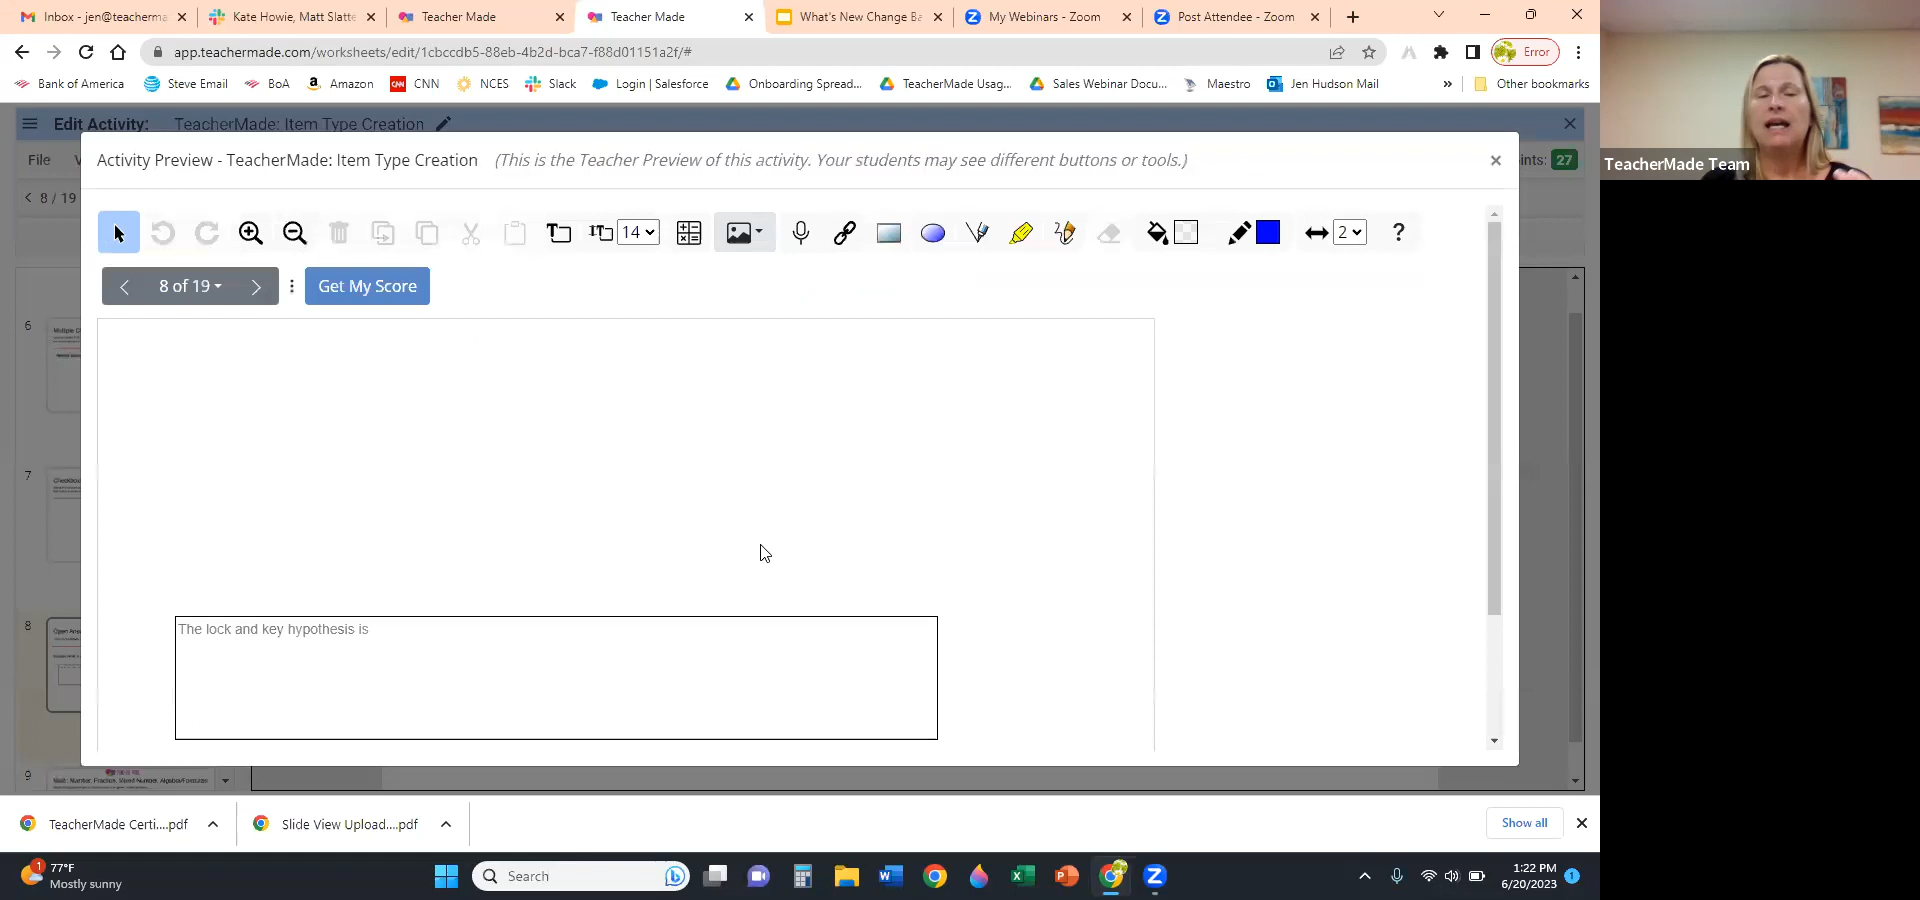 Inbox - jen@teacherma
Kate Howie, Matt Slatte
Teacher Made
Teacher Made
What's New Change Ba
My Webinars - Zoom
Post Attendee - Zoom
app.teachermade.com/worksheets/edit/1cbccdb5-88eb-4b2d-bca7-f88d01151a2f/#
Error
Bank of America
Steve Email
BoA
Amazon
CNN
NCES
Slack
Login | Salesforce
Onboarding Spread...
TeacherMade Usag...
Sales Webinar Docu...
Maestro
Jen Hudson Mail
»
Other bookmarks
Edit Activity:
TeacherMade: Item Type Creation
File
ints: 27
8 / 19
Activity Preview - TeacherMade: Item Type Creation (This is the Teacher Preview of this activity. Your students may see different buttons or tools.)
TeacherMade Team
14
2
?
8 of 19
Get My Score
6
7
8
9
The lock and key hypothesis is
TeacherMade Certi....pdf
Slide View Upload....pdf
Show all
1
77°F
Mostly sunny
Search
1:22 PM
6/20/2023
1